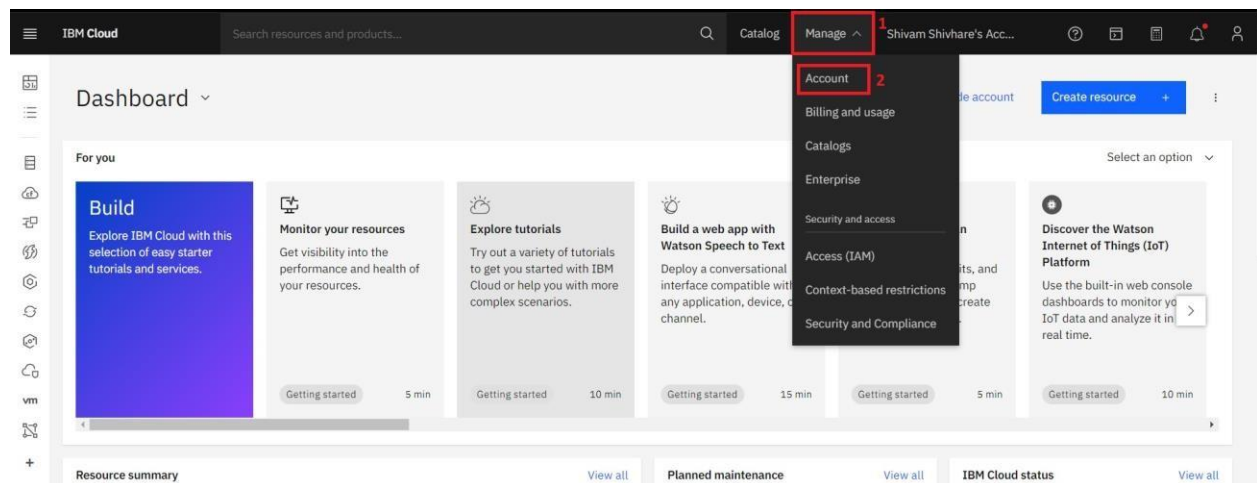 IBM Cloud
Search resources and products...
Catalog
Manage
1
Shivam Shivhare's Acc...
Account
2
Billing and usage
Catalogs
Enterprise
Security and access
Access (IAM)
Context-based restrictions
Security and Compliance
Dashboard
account
Create resource +
For you
Select an option
Build
Explore IBM Cloud with this
selection of easy starter
tutorials and services.
Monitor your resources
Get visibility into the
performance and health of
your resources.
Getting started 5 min
Explore tutorials
Try out a variety of tutorials
to get you started with IBM
Cloud or help you with more
complex scenarios.
Getting started 10 min
Build a web app with
Watson Speech to Text
Deploy a conversational
interface compatible with
any application, device,
channel.
Getting started 15 min
its, and
create
Getting started 5 min
Discover the Watson
Internet of Things (IoT)
Platform
Use the built-in web console
dashboards to monitor
IoT data and analyze it in
real time.
Getting started 10 min
vm
Resource summary
View all
Planned maintenance
View all
IBM Cloud status
View all